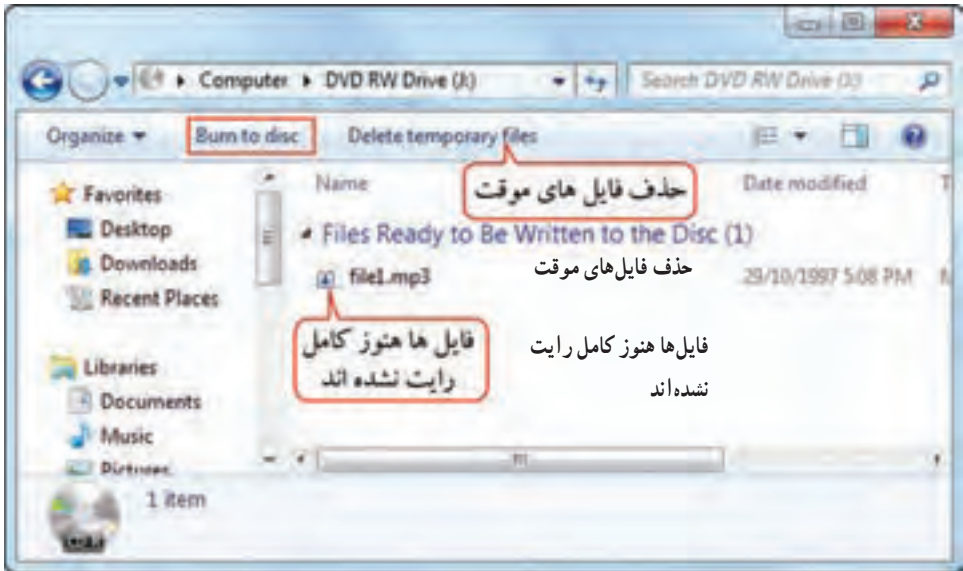 Computer ▸ DVD RW Drive (J:)
Search DVD RW Drive (J:)
Organize
Burn to disc
Delete temporary files
حذف فایل های موقت
Name
Date modified
Favorites
Desktop
Downloads
Recent Places
Files Ready to Be Written to the Disc (1)
حذف فایل‌های موقت
file1.mp3
29/10/1997 5:08 PM
فایل ها هنوز کامل
رایت نشده اند
فایل‌ها هنوز کامل رایت
نشده‌اند
Libraries
Documents
Music
Pictures
1 item